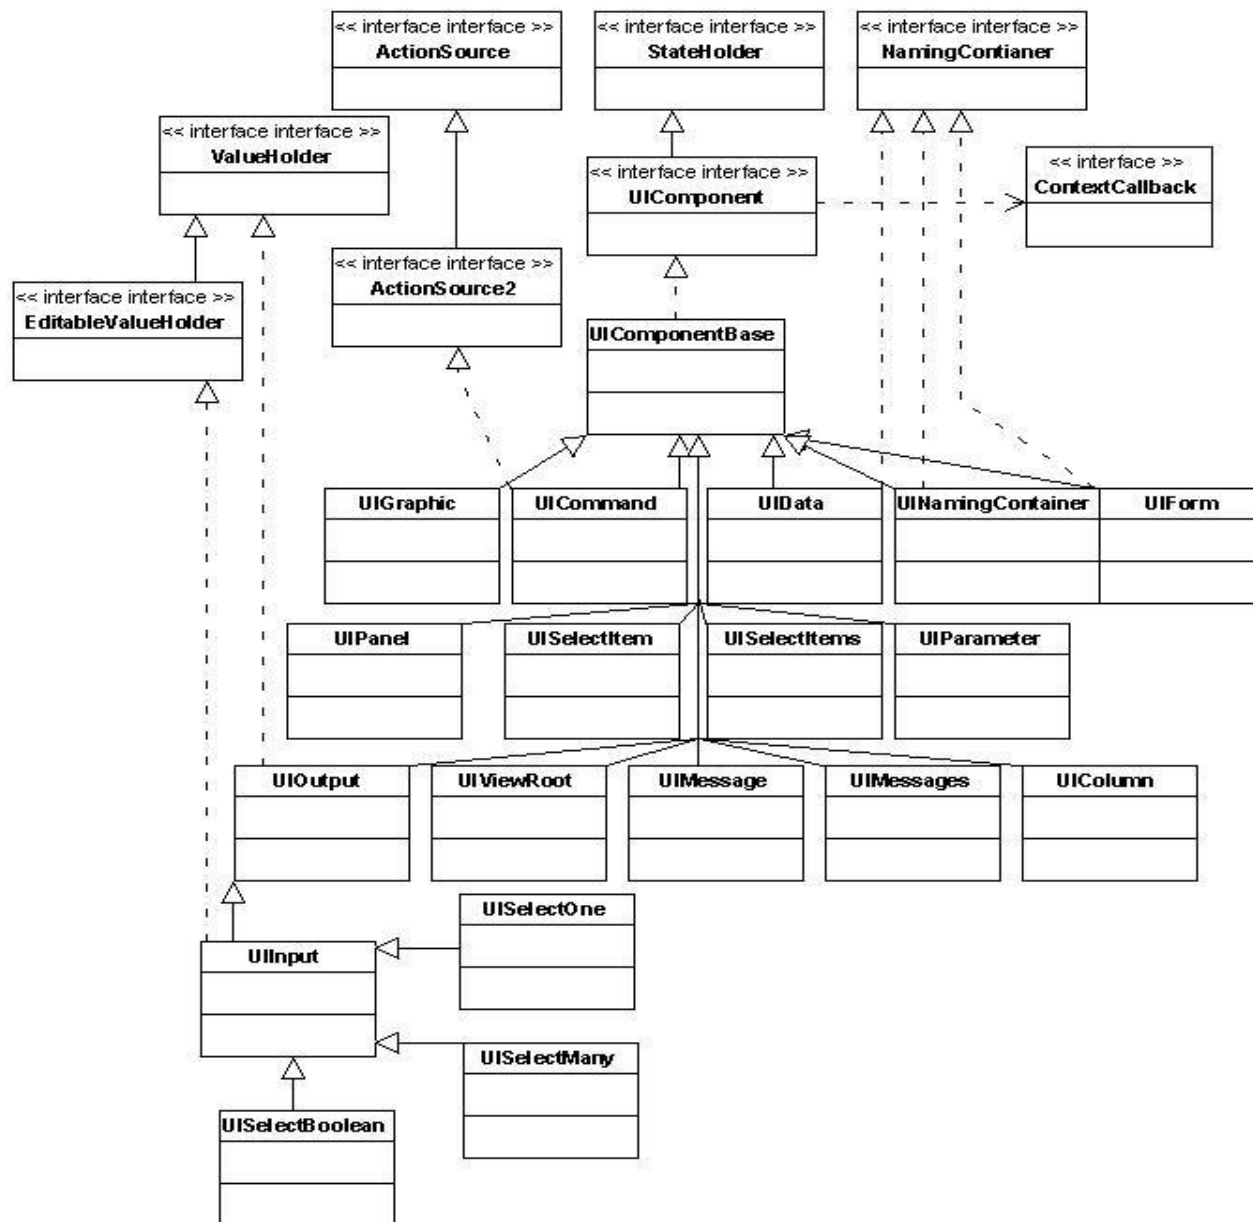 << interface interface >>
ActionSource
<< interface interface >>
StateHolder
<< interface interface >>
NamingContianer
<< interface interface >>
ValueHolder
<< interface interface >>
UIComponent
<< interface >>
ContextCallback
<< interface interface >>
ActionSource2
<< interface interface >>
EditableValueHolder
UIComponentBase
UIGraphic
UICommand
UIData
UINamingContainer
UIForm
UIPanel
UISelectItem
UISelectItems
UIParameter
UIOutput
UIViewRoot
UIMessage
UIMessages
UIColumn
UISelectOne
UIInput
UISelectMany
UISelectBoolean